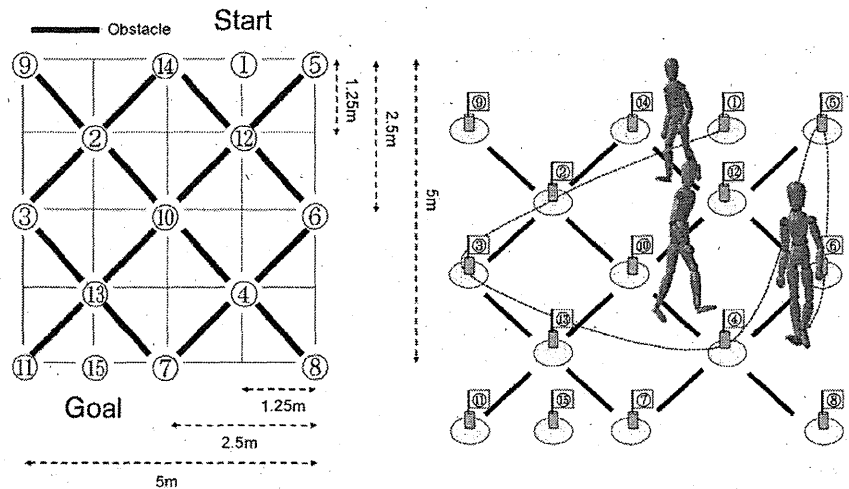 Start
Obstacle
⑨ ⑭ ① ⑤
② ⑫
③ ⑩ ⑥
⑬ ④
⑪ ⑮ ⑦ ⑧
Goal
1.25m
2.5m
5m
1.25m
2.5m
5m
⑨ ⑭ ① ⑤
② ⑫
③ ⑩ ⑥
⑬ ④
⑪ ⑮ ⑦ ⑧